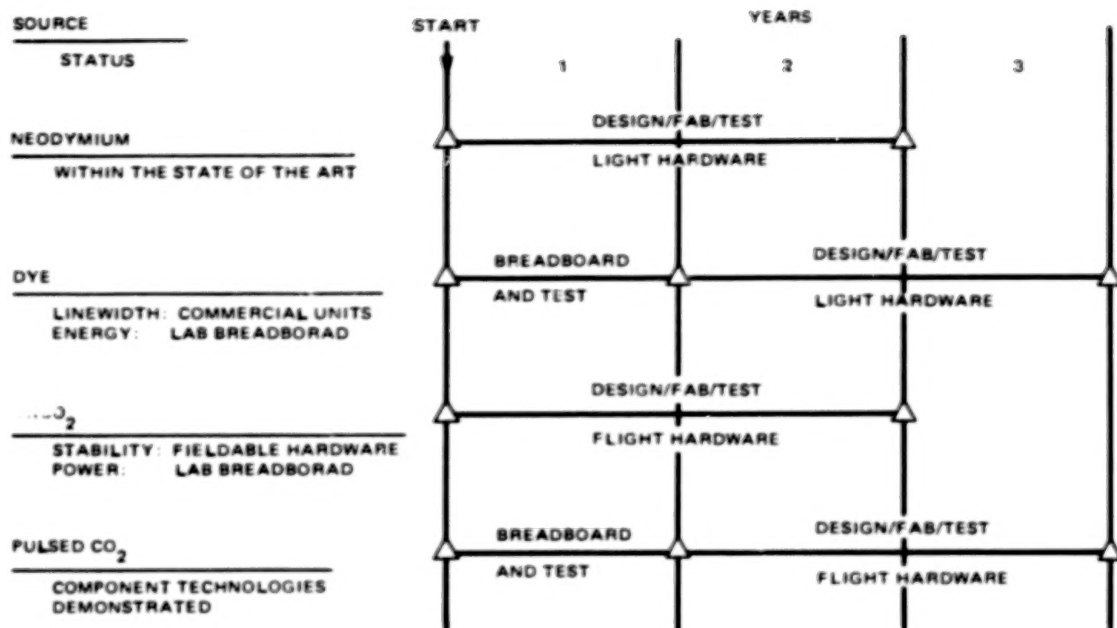 SOURCE
STATUS
START
YEARS
1 2 3
NEODYMIUM
WITHIN THE STATE OF THE ART
DESIGN/FAB/TEST
LIGHT HARDWARE
DYE
LINEWIDTH: COMMERCIAL UNITS
ENERGY: LAB BREADBORAD
BREADBOARD
AND TEST
DESIGN/FAB/TEST
LIGHT HARDWARE
STABILITY: FIELDABLE HARDWARE
POWER: LAB BREADBORAD
DESIGN/FAB/TEST
FLIGHT HARDWARE
PULSED CO₂
COMPONENT TECHNOLOGIES
DEMONSTRATED
BREADBOARD
AND TEST
DESIGN/FAB/TEST
FLIGHT HARDWARE